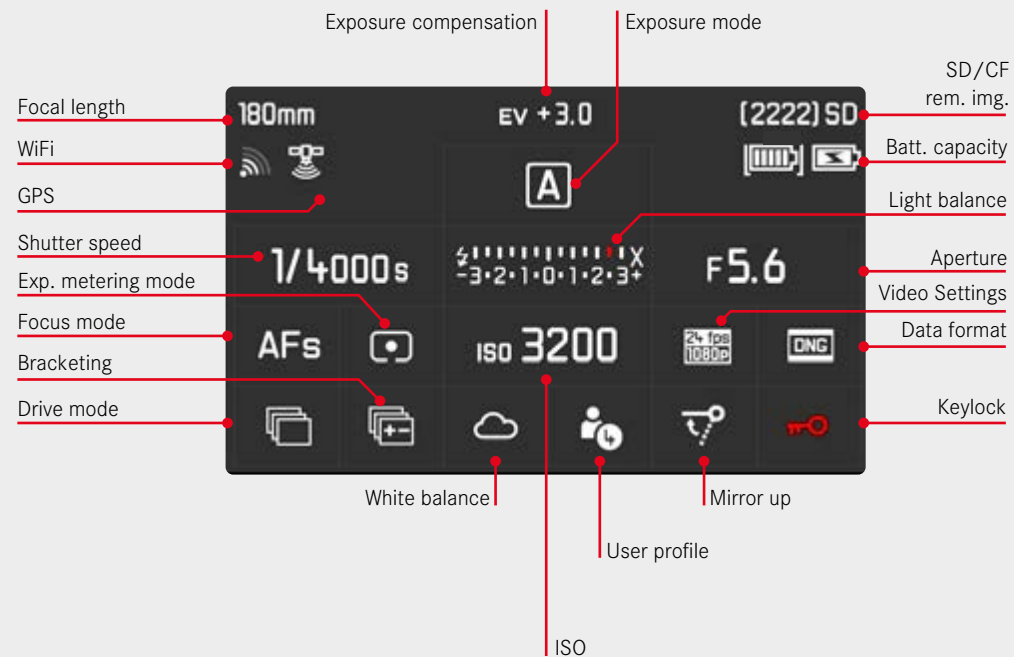 Exposure compensation
Exposure mode
SD/CF
rem. img.
Focal length
180mm
EV +3.0
(2222) SD
WiFi
Batt. capacity
GPS
A
Light balance
Shutter speed
1/4000s
X
-3·2·1·0·1·2·3+
F5.6
Aperture
Exp. metering mode
Video Settings
Focus mode
AFs
ISO 3200
24 fps
1080p
DNG
Data format
Bracketing
Drive mode
+-
Keylock
White balance
Mirror up
User profile
ISO